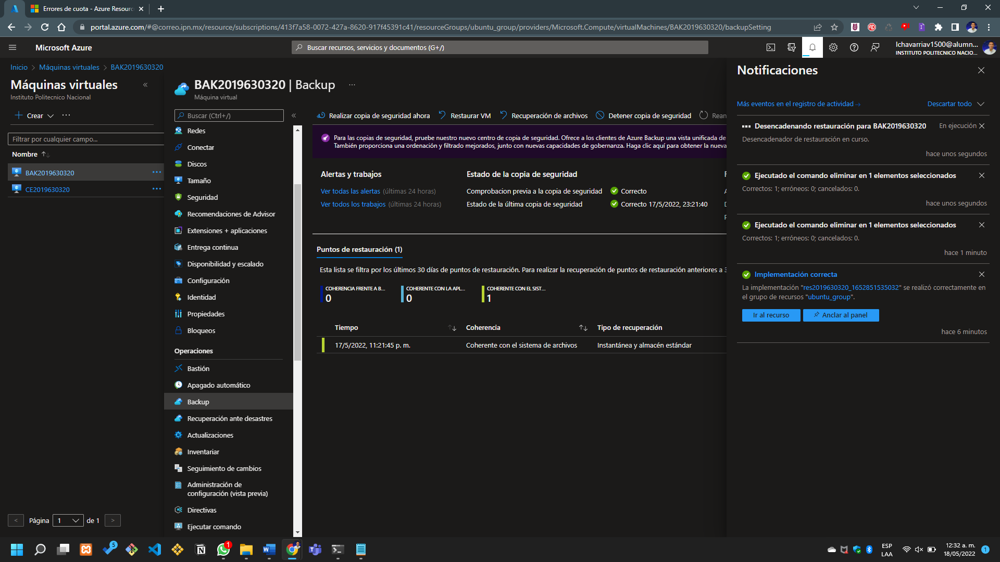 Errores de cuota - Azure Resourc
portal.azure.com/#@correo.ipn.mx/resource/subscriptions/413f7a58-0072-427a-8620-917f45391c41/resourceGroups/ubuntu_group/providers/Microsoft.Compute/virtualMachines/BAK2019630320/backupSetting
Microsoft Azure
Buscar recursos, servicios y documentos (G+/)
lchavarriav1500@alumn...
INSTITUTO POLITECNICO NACIO...
Inicio > Máquinas virtuales > BAK2019630320
Máquinas virtuales
Instituto Politecnico Nacional
Crear
Filtrar por cualquier campo...
Nombre
BAK2019630320
CE2019630320
Página 1 de 1
BAK2019630320 | Backup
Máquina virtual
Buscar (Ctrl+/)
Redes
Conectar
Discos
Tamaño
Seguridad
Recomendaciones de Advisor
Extensiones + aplicaciones
Entrega continua
Disponibilidad y escalado
Configuración
Identidad
Propiedades
Bloqueos
Operaciones
Bastión
Apagado automático
Backup
Recuperación ante desastres
Actualizaciones
Inventariar
Seguimiento de cambios
Administración de
configuración (vista previa)
Directivas
Ejecutar comando
Realizar copia de seguridad ahora
Restaurar VM
Recuperación de archivos
Detener copia de seguridad
Rean
Para las copias de seguridad, pruebe nuestro nuevo centro de copia de seguridad. Ofrece a los clientes de Azure Backup una vista unificada de
También proporciona una ordenación y filtrado mejorados, junto con nuevas capacidades de gobernanza. Haga clic aquí para obtener la nueva
Alertas y trabajos
Ver todas las alertas (últimas 24 horas)
Ver todos los trabajos (últimas 24 horas)
Estado de la copia de seguridad
Comprobacion previa a la copia de seguridad Correcto
Estado de la última copia de seguridad Correcto 17/5/2022, 23:21:40
Puntos de restauración (1)
Esta lista se filtra por los últimos 30 días de puntos de restauración. Para realizar la recuperación de puntos de restauración anteriores a 3
COHERENCIA FRENTE A B...
0
COHERENTE CON LA APL...
0
COHERENTE CON EL SIST...
1
Tiempo Coherencia Tipo de recuperación
17/5/2022, 11:21:45 p. m. Coherente con el sistema de archivos Instantánea y almacén estándar
Notificaciones
Más eventos en el registro de actividad → Descartar todo
Desencadenando restauración para BAK2019630320 En ejecución
Desencadenador de restauración en curso.
hace unos segundos
Ejecutado el comando eliminar en 1 elementos seleccionados
Correctos: 1; erróneos: 0; cancelados: 0.
hace unos segundos
Ejecutado el comando eliminar en 1 elementos seleccionados
Correctos: 1; erróneos: 0; cancelados: 0.
hace 1 minuto
Implementación correcta
La implementación "res2019630320_1652851535032" se realizó correctamente en
el grupo de recursos "ubuntu_group".
Ir al recurso
Anclar al panel
hace 6 minutos
5
1
ESP
LAA
12:32 a. m.
18/05/2022
1